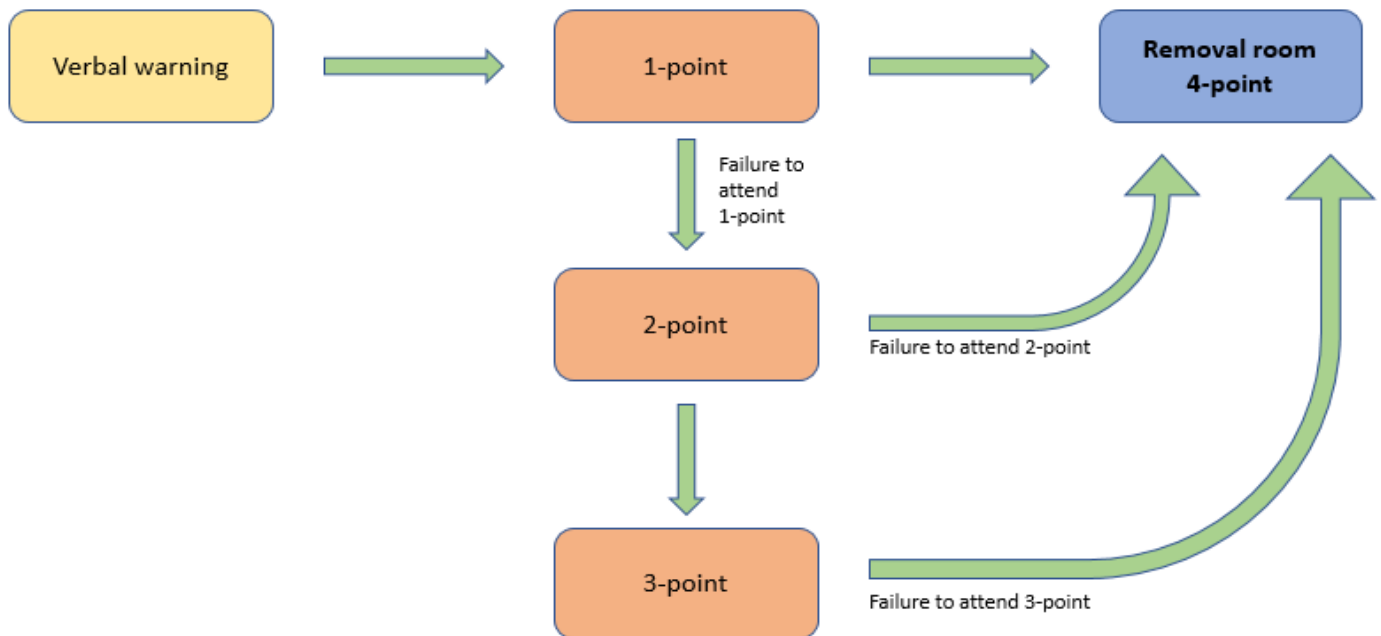 Verbal warning
1-point
Removal room
4-point
Failure to
attend
1-point
2-point
Failure to attend 2-point
3-point
Failure to attend 3-point